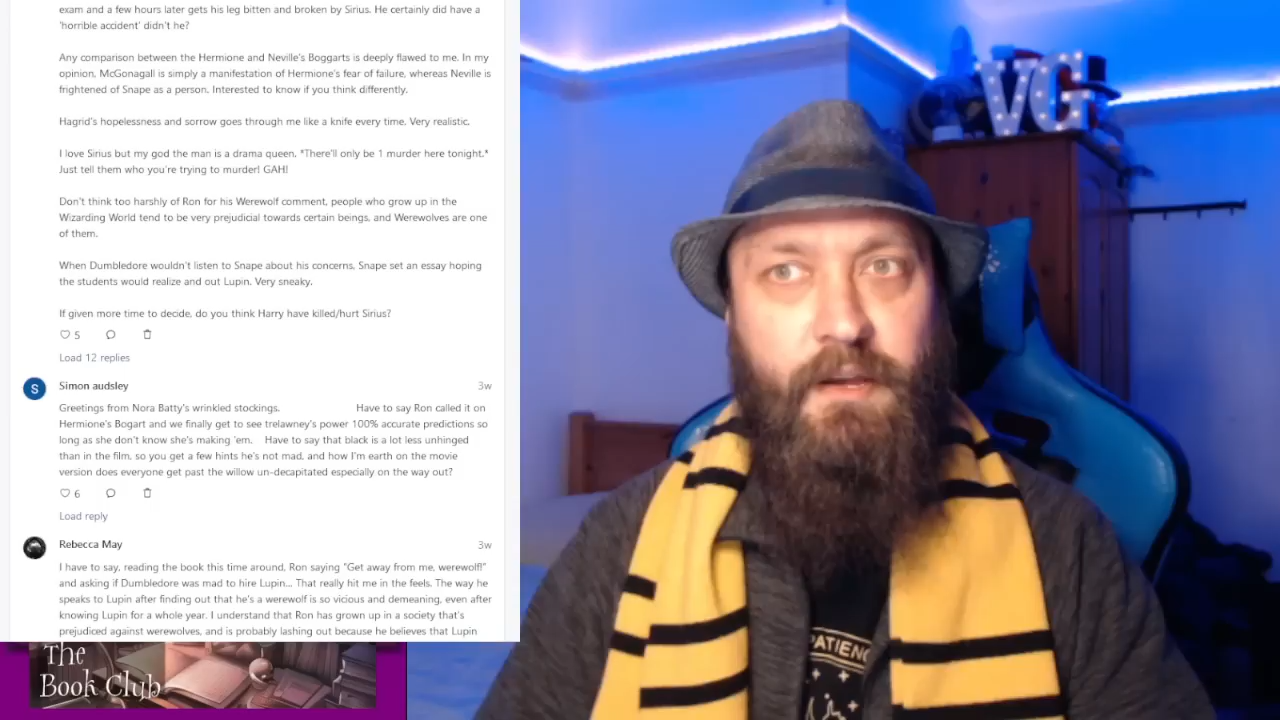 exam and a few hours later gets his leg bitten and broken by Sirius. He certainly did have a
'horrible accident' didn't he?
Any comparison between the Hermione and Neville's Boggarts is deeply flawed to me. In my
opinion, McGonagall is simply a manifestation of Hermione's fear of failure, whereas Neville is
frightened of Snape as a person. Interested to know if you think differently.
Hagrid's hopelessness and sorrow goes through me like a knife every time. Very realistic.
I love Sirius but my god the man is a drama queen. *There'll only be 1 murder here tonight.*
Just tell them who you're trying to murder! GAH!
Don't think too harshly of Ron for his Werewolf comment, people who grow up in the
Wizarding World tend to be very prejudicial towards certain beings, and Werewolves are one
of them.
When Dumbledore wouldn't listen to Snape about his concerns, Snape set an essay hoping
the students would realize and out Lupin. Very sneaky.
If given more time to decide, do you think Harry have killed/hurt Sirius?
5
Load 12 replies
S
Simon audsley
3w
Greetings from Nora Batty's wrinkled stockings. Have to say Ron called it on
Hermione's Bogart and we finally get to see trelawney's power 100% accurate predictions so
long as she don't know she's making 'em. Have to say that black is a lot less unhinged
than in the film, so you get a few hints he's not mad, and how I'm earth on the movie
version does everyone get past the willow un-decapitated especially on the way out?
6
Load reply
Rebecca May
3w
I have to say, reading the book this time around, Ron saying "Get away from me, werewolf!"
and asking if Dumbledore was mad to hire Lupin... That really hit me in the feels. The way he
speaks to Lupin after finding out that he's a werewolf is so vicious and demeaning, even after
knowing Lupin for a whole year. I understand that Ron has grown up in a society that's
prejudiced against werewolves, and is probably lashing out because he believes that Lupin
The
Book Club
VG
PATIENC